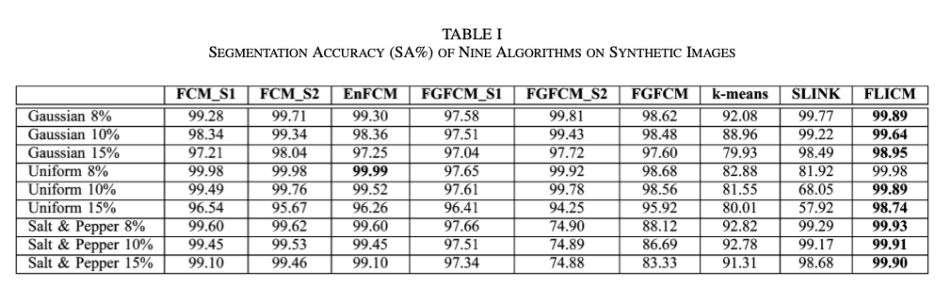 TABLE I
SEGMENTATION ACCURACY (SA%) OF NINE ALGORITHMS ON SYNTHETIC IMAGES
FCM_S1 FCM_S2 EnFCM FGFCM_S1 FGFCM_S2 FGFCM k-means SLINK FLICM
Gaussian 8% 99.28 99.71 99.30 97.58 99.81 98.62 92.08 99.77 99.89
Gaussian 10% 98.34 99.34 98.36 97.51 99.43 98.48 88.96 99.22 99.64
Gaussian 15% 97.21 98.04 97.25 97.04 97.72 97.60 79.93 98.49 98.95
Uniform 8% 99.98 99.98 99.99 97.65 99.92 98.68 82.88 81.92 99.98
Uniform 10% 99.49 99.76 99.52 97.61 99.78 98.56 81.55 68.05 99.89
Uniform 15% 96.54 95.67 96.26 96.41 94.25 95.92 80.01 57.92 98.74
Salt & Pepper 8% 99.60 99.62 99.60 97.66 74.90 88.12 92.82 99.29 99.93
Salt & Pepper 10% 99.45 99.53 99.45 97.51 74.89 86.69 92.78 99.17 99.91
Salt & Pepper 15% 99.10 99.46 99.10 97.34 74.88 83.33 91.31 98.68 99.90